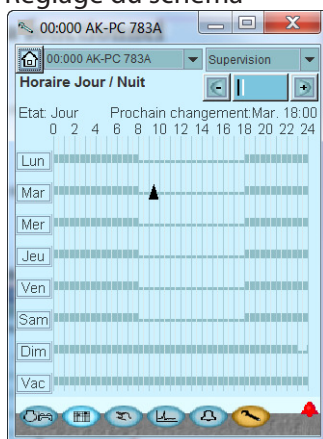 Réglage du schéma
00:000 AK-PC 783A
00:000 AK-PC 783A Supervision
Horaire Jour / Nuit
Etat: Jour Prochain changement:Mar. 18:00
0 2 4 6 8 10 12 14 16 18 20 22 24
Lun
Mar
Mer
Jeu
Ven
Sam
Dim
Vac